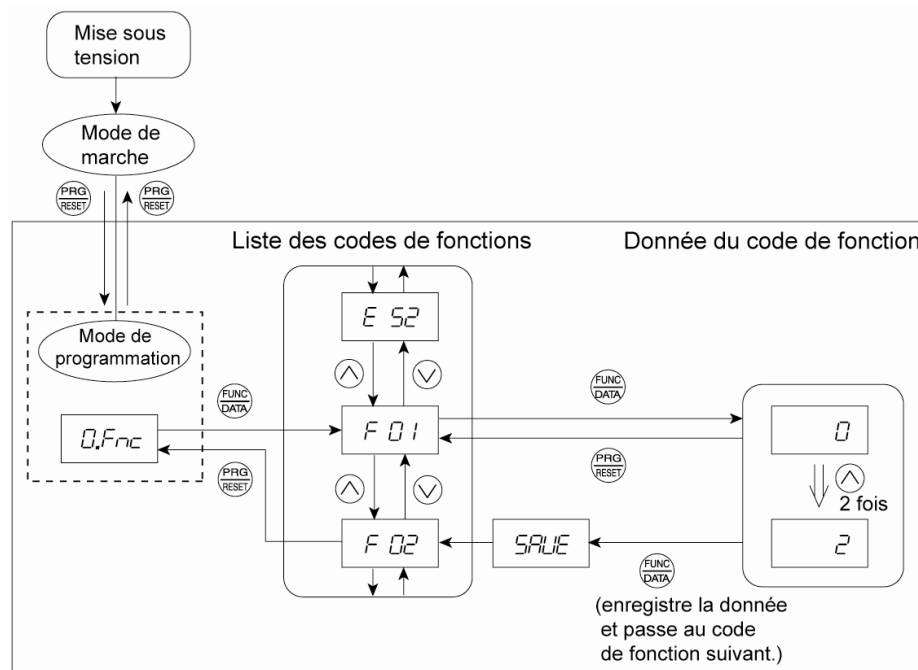 Mise sous
tension
Mode de
marche
PRG
RESET
PRG
RESET
Liste des codes de fonctions
Donnée du code de fonction
E 52
Mode de
programmation
FUNC
DATA
FUNC
DATA
0.Fnc
F 01
0
PRG
RESET
PRG
RESET
2 fois
F 02
SAVE
2
FUNC
DATA
(enregistre la donnée
et passe au code
de fonction suivant.)